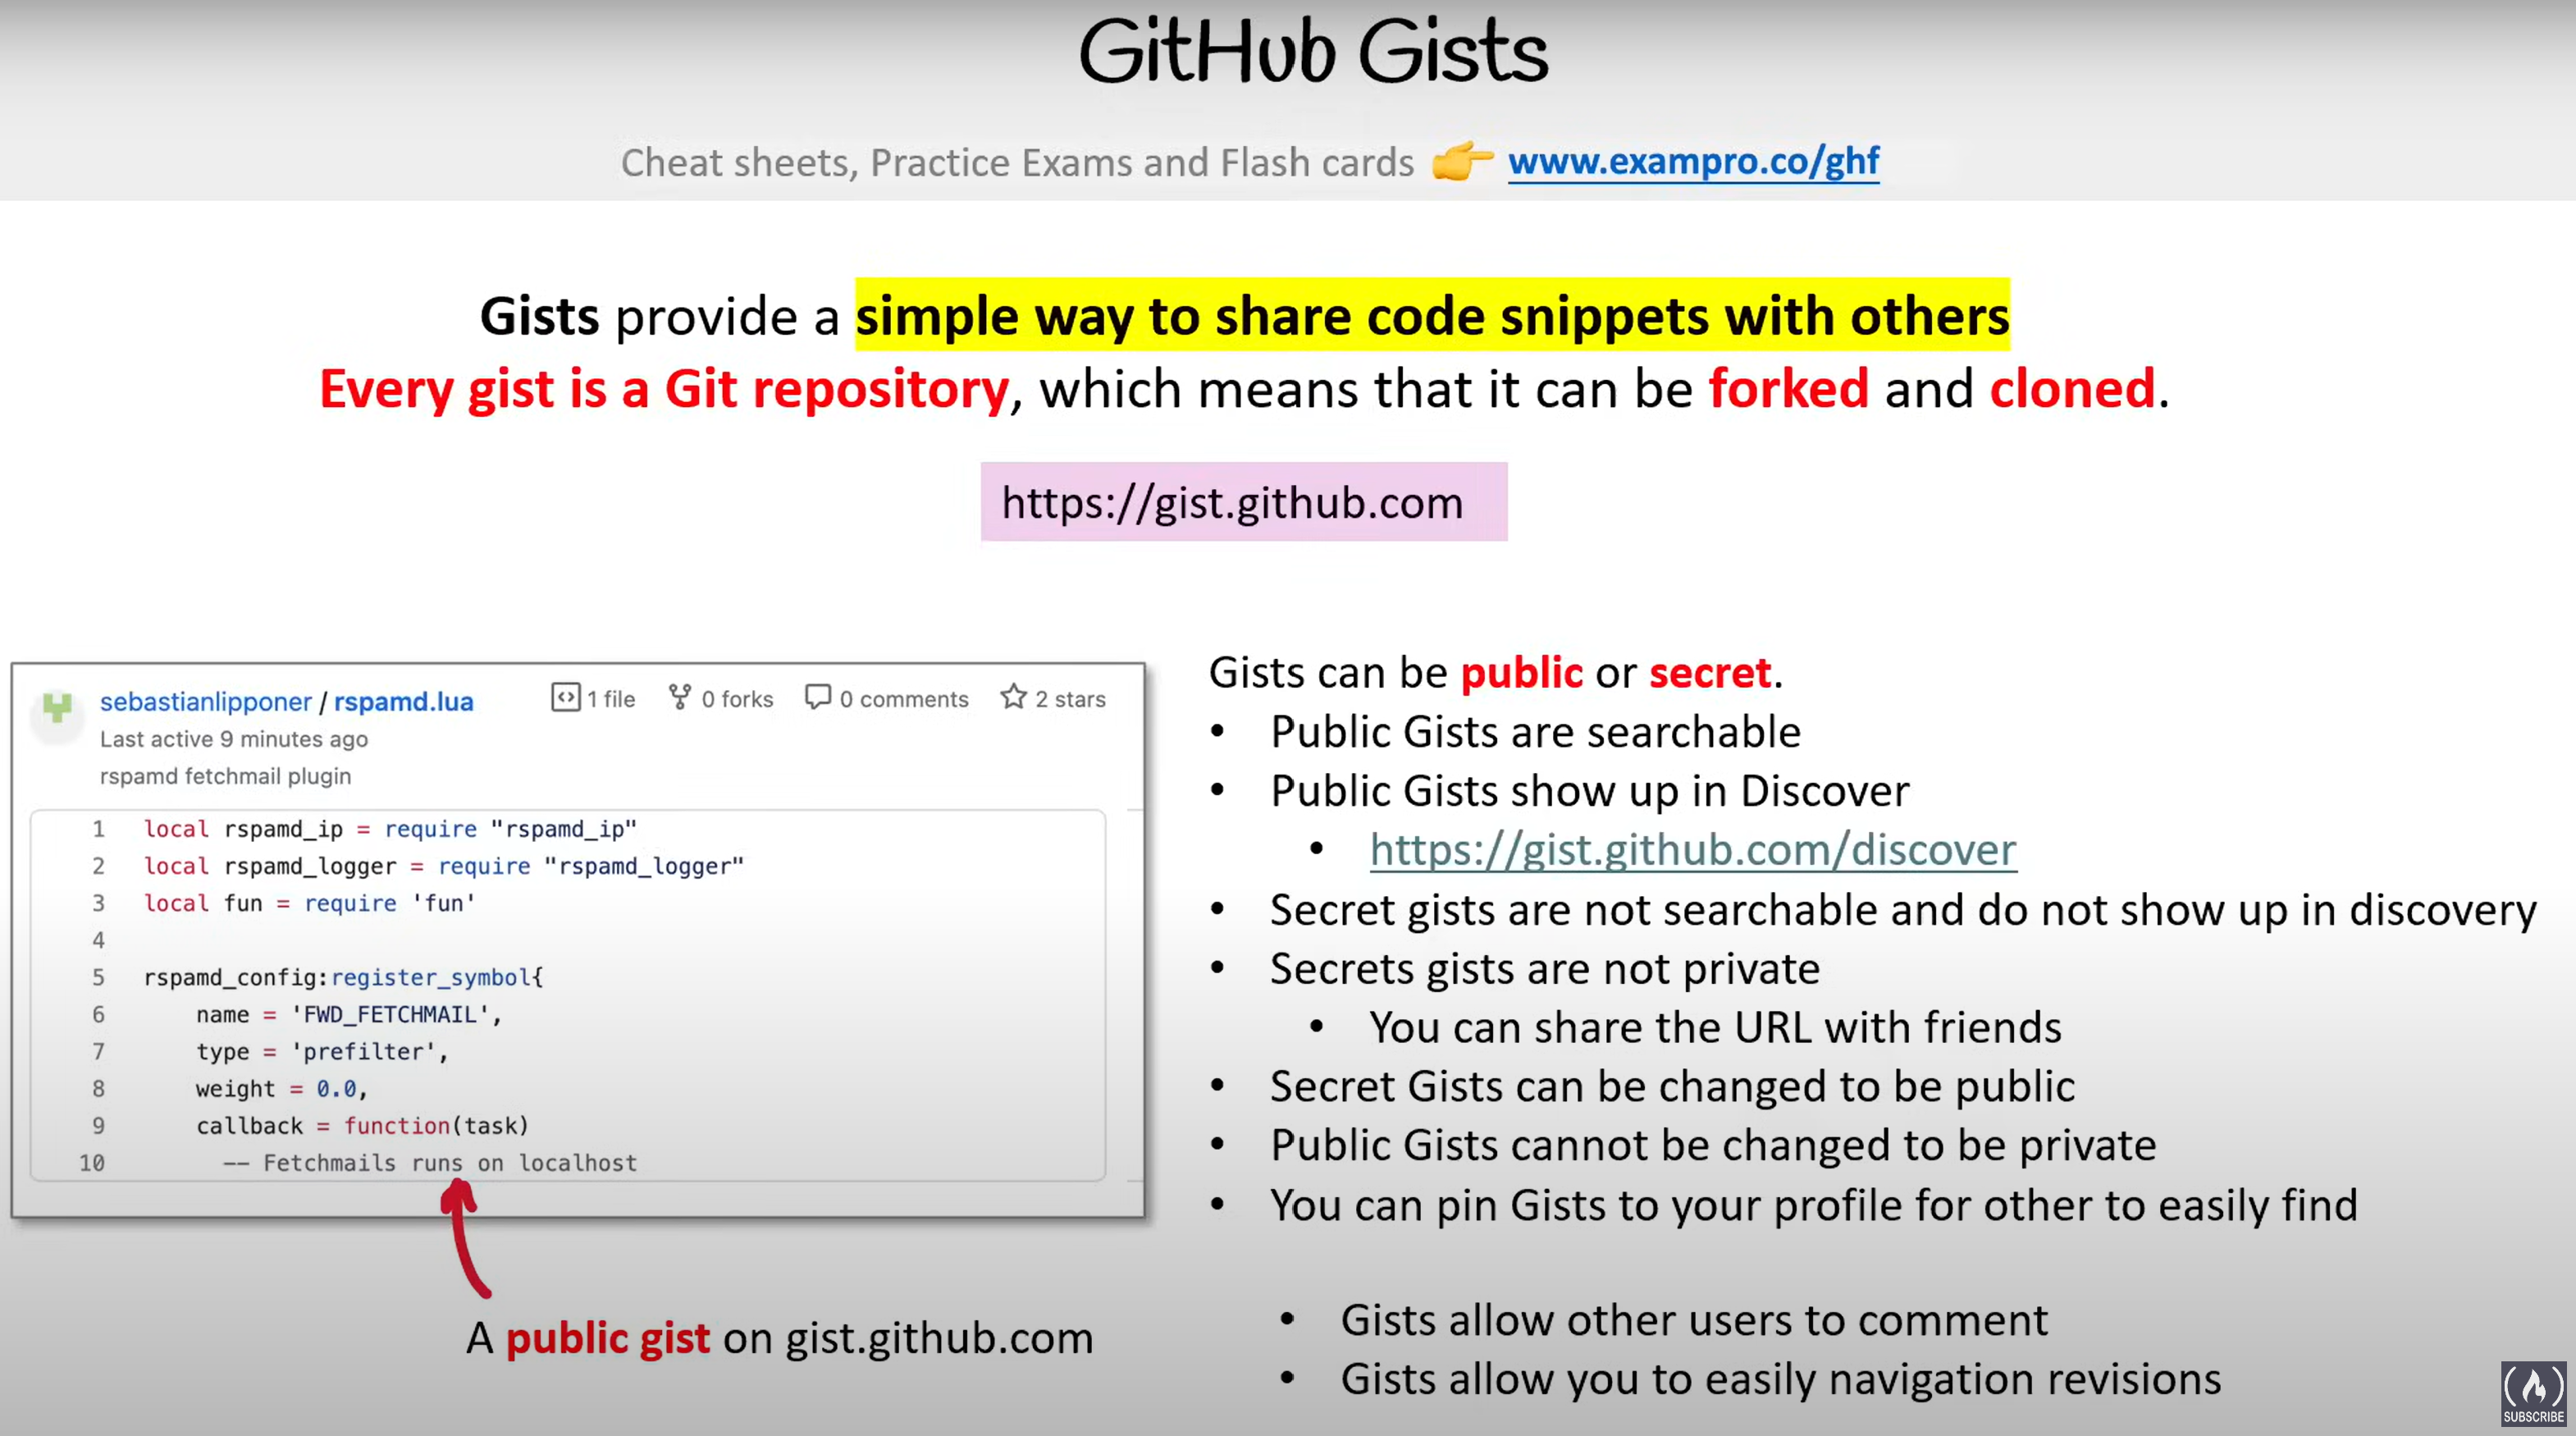 GitHub Gists
Cheat sheets, Practice Exams and Flash cards 👉 www.exampro.co/ghf
Gists provide a simple way to share code snippets with others
Every gist is a Git repository, which means that it can be forked and cloned.
https://gist.github.com
sebastianlipponer / rspamd.lua
1 file 0 forks 0 comments 2 stars
Last active 9 minutes ago
rspamd fetchmail plugin
1 local rspamd_ip = require "rspamd_ip"
2 local rspamd_logger = require "rspamd_logger"
3 local fun = require 'fun'
4
5 rspamd_config:register_symbol{
6 name = 'FWD_FETCHMAIL',
7 type = 'prefilter',
8 weight = 0.0,
9 callback = function(task)
10 -- Fetchmails runs on localhost
A public gist on gist.github.com
Gists can be public or secret.
• Public Gists are searchable
• Public Gists show up in Discover
• https://gist.github.com/discover
• Secret gists are not searchable and do not show up in discovery
• Secrets gists are not private
• You can share the URL with friends
• Secret Gists can be changed to be public
• Public Gists cannot be changed to be private
• You can pin Gists to your profile for other to easily find
• Gists allow other users to comment
• Gists allow you to easily navigation revisions
SUBSCRIBE